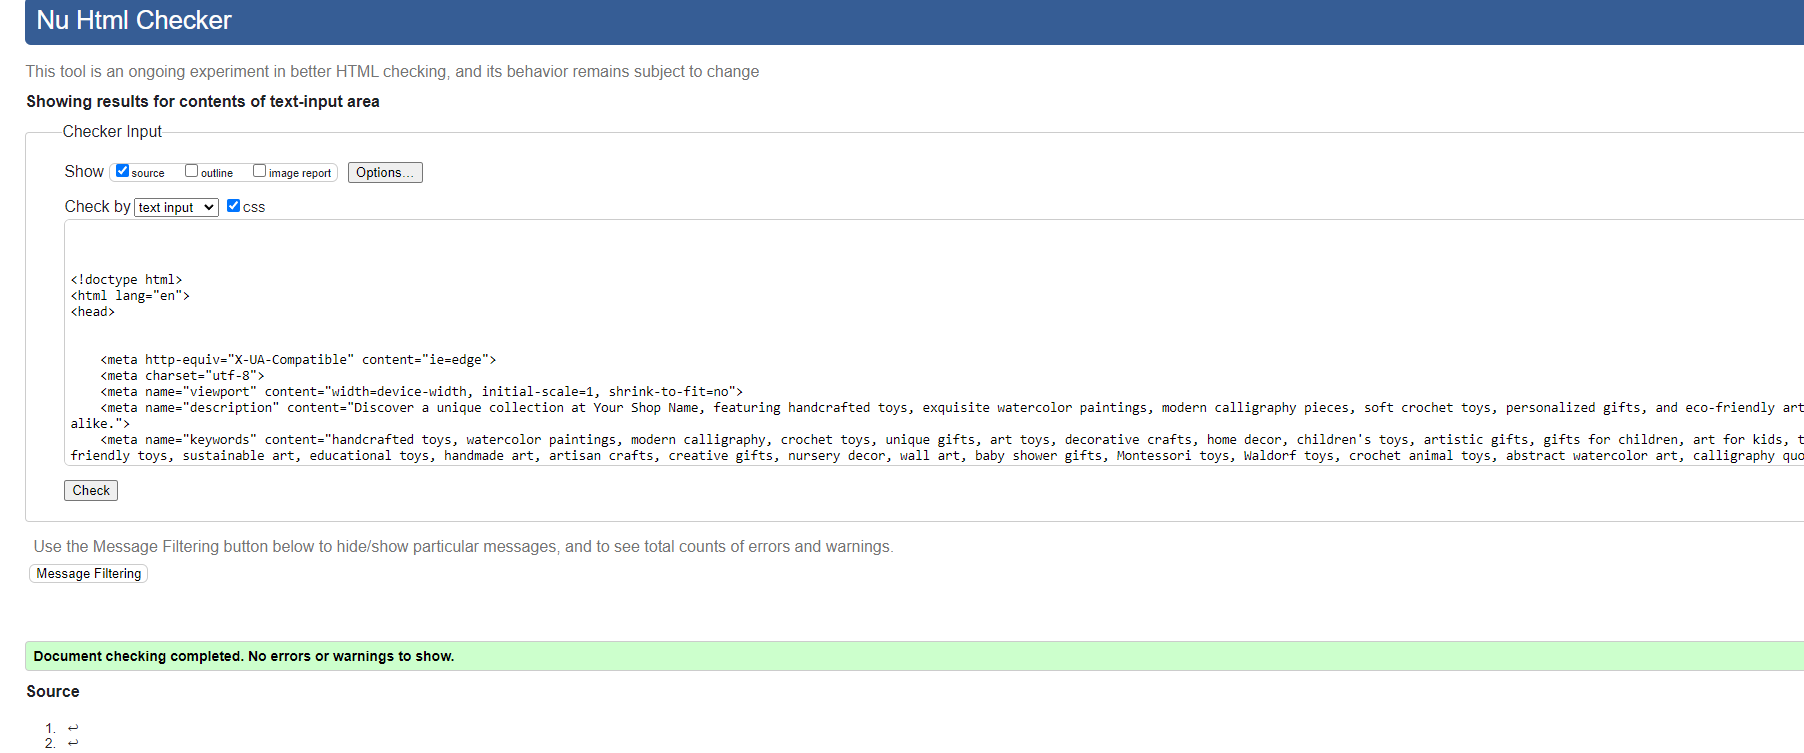 Nu Html Checker
This tool is an ongoing experiment in better HTML checking, and its behavior remains subject to change
Showing results for contents of text-input area
Checker Input
Show source outline image report Options...
Check by text input css
<!doctype html>
<html lang="en">
<head>
<meta http-equiv="X-UA-Compatible" content="ie=edge">
<meta charset="utf-8">
<meta name="viewport" content="width=device-width, initial-scale=1, shrink-to-fit=no">
<meta name="description" content="Discover a unique collection at Your Shop Name, featuring handcrafted toys, exquisite watercolor paintings, modern calligraphy pieces, soft crochet toys, personalized gifts, and eco-friendly art
alike.">
<meta name="keywords" content="handcrafted toys, watercolor paintings, modern calligraphy, crochet toys, unique gifts, art toys, decorative crafts, home decor, children's toys, artistic gifts, gifts for children, art for kids, t
friendly toys, sustainable art, educational toys, handmade art, artisan crafts, creative gifts, nursery decor, wall art, baby shower gifts, Montessori toys, Waldorf toys, crochet animal toys, abstract watercolor art, calligraphy quo
Check
Use the Message Filtering button below to hide/show particular messages, and to see total counts of errors and warnings.
Message Filtering
Document checking completed. No errors or warnings to show.
Source
1. ↩
2. ↩